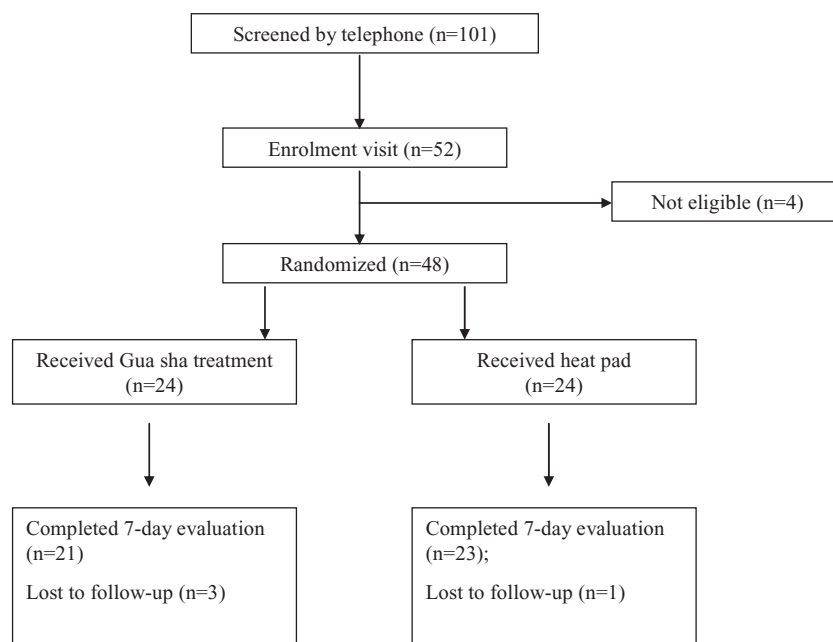 Screened by telephone (n=101)
Enrolment visit (n=52)
Not eligible (n=4)
Randomized (n=48)
Received Gua sha treatment
(n=24)
Received heat pad
(n=24)
Completed 7-day evaluation
(n=21)
Lost to follow-up (n=3)
Completed 7-day evaluation
(n=23);
Lost to follow-up (n=1)